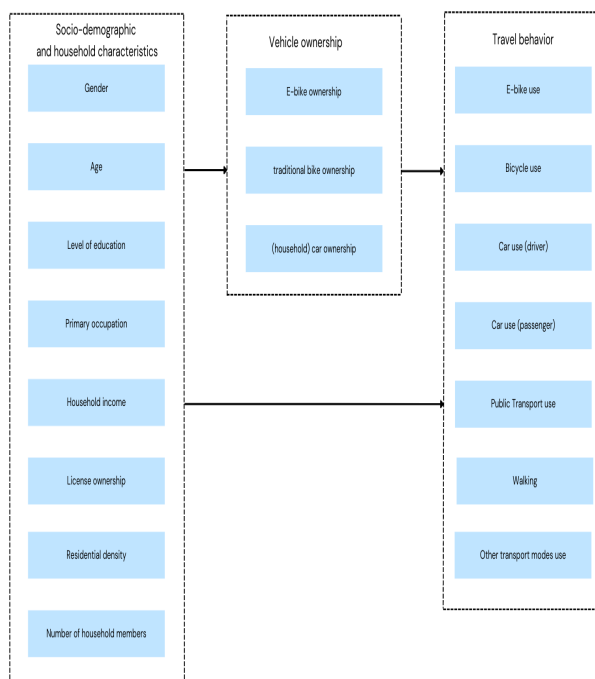 Socio-demographic
and household characteristics
Gender
Age
Level of education
Primary occupation
Household income
License ownership
Residential density
Number of household members
Vehicle ownership
E-bike ownership
traditional bike ownership
(household) car ownership
Travel behavior
E-bike use
Bicycle use
Car use (driver)
Car use (passenger)
Public Transport use
Walking
Other transport modes use